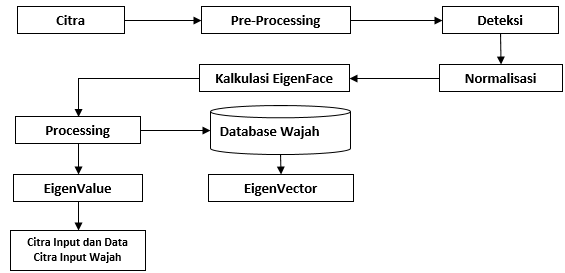 Citra
Pre-Processing
Deteksi
Kalkulasi EigenFace
Normalisasi
Processing
Database Wajah
EigenValue
EigenVector
Citra Input dan Data
Citra Input Wajah